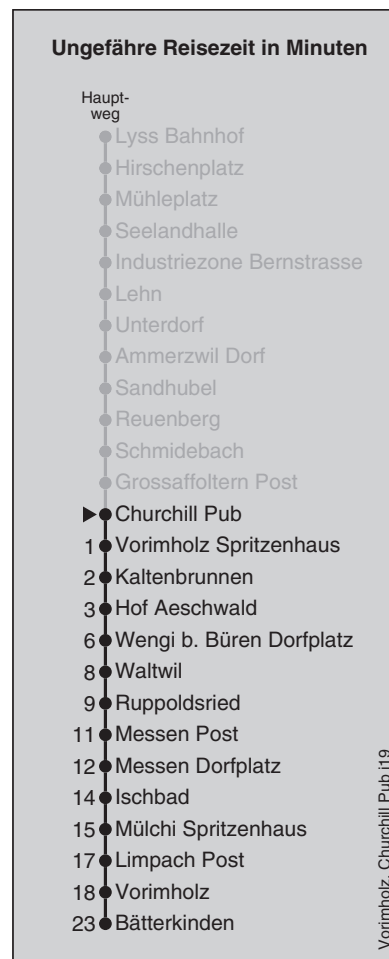 Ungefähre Reisezeit in Minuten
Haupt-
weg
Lyss Bahnhof
Hirschenplatz
Mühleplatz
Seelandhalle
Industriezone Bernstrasse
Lehn
Unterdorf
Ammerzwil Dorf
Sandhubel
Reuenberg
Schmidebach
Grossaffoltern Post
Churchill Pub
1 Vorimholz Spritzenhaus
2 Kaltenbrunnen
3 Hof Aeschwald
6 Wengi b. Büren Dorfplatz
8 Waltwil
9 Ruppoldsried
11 Messen Post
12 Messen Dorfplatz
14 Ischbad
15 Mülchi Spritzenhaus
17 Limpach Post
18 Vorimholz
23 Bätterkinden
Vorimholz, Churchill Pub j19